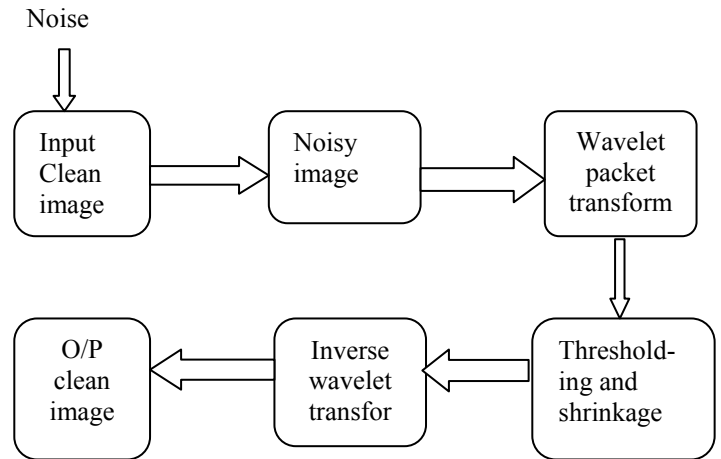 Noise
Input
Clean
image
Noisy
image
Wavelet
packet
transform
Threshold-
ing and
shrinkage
Inverse
wavelet
transfor
O/P
clean
image